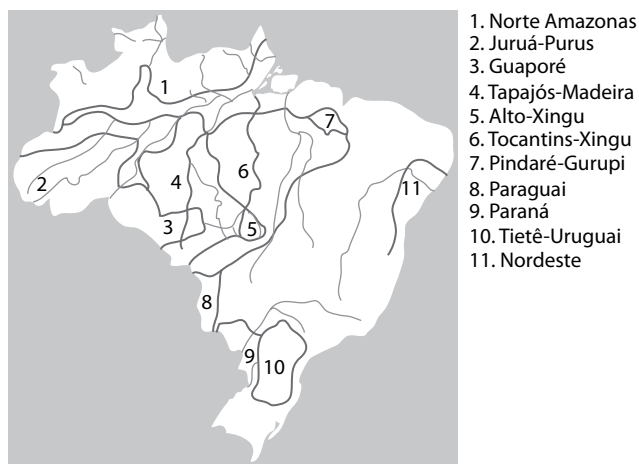 1. Norte Amazonas
2. Juruá-Purus
3. Guaporé
4. Tapajós-Madeira
5. Alto-Xingu
6. Tocantins-Xingu
7. Pindaré-Gurupi
8. Paraguai
9. Paraná
10. Tietê-Uruguai
11. Nordeste
1
7
2
4
6
11
3
5
8
9
10